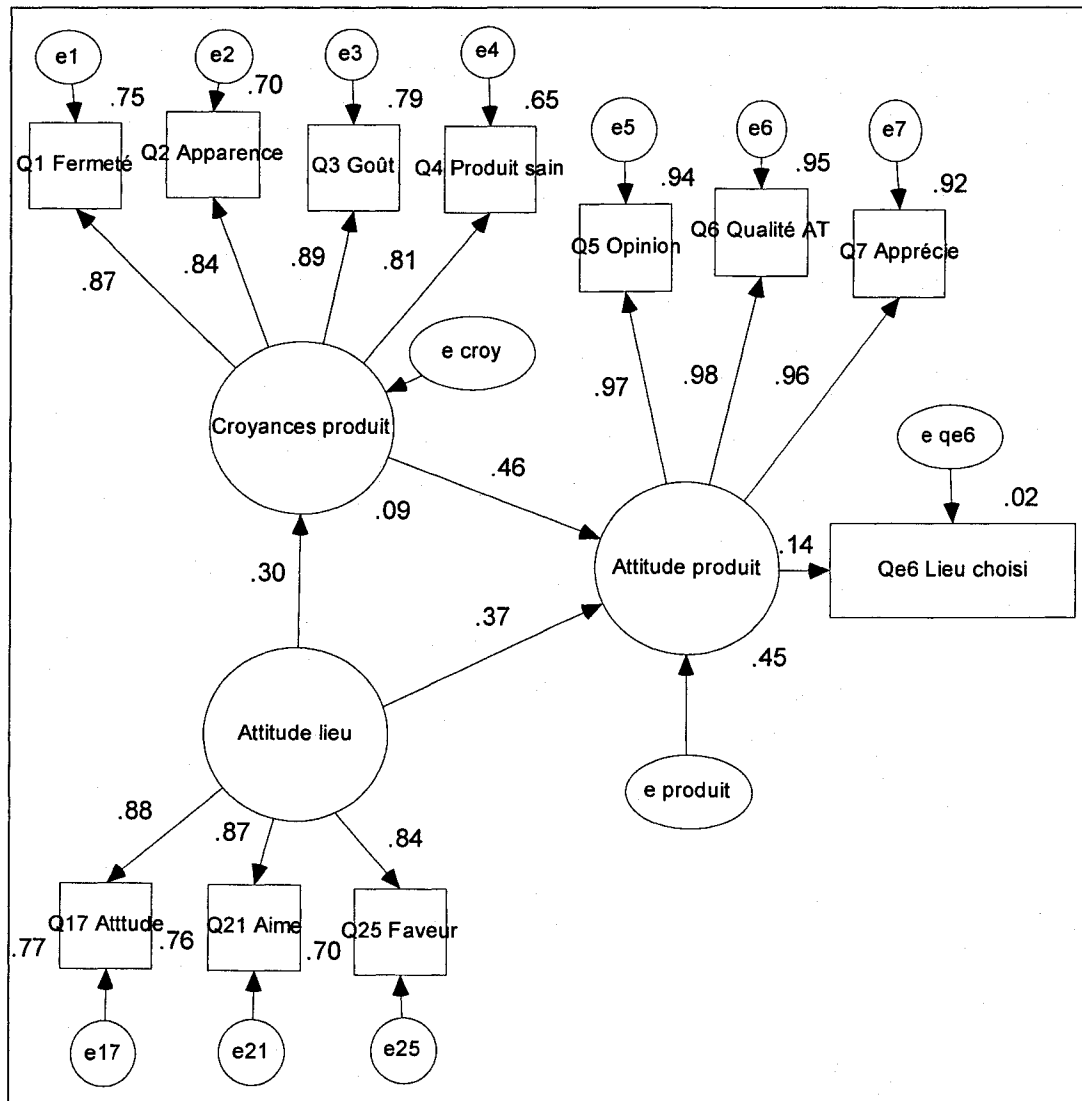 e1
e2
e3
e4
.75
.70
.79
.65
Q1 Fermeté
Q2 Apparence
Q3 Goût
Q4 Produit sain
e5
e6
e7
.94
.95
.92
Q5 Opinion
Q6 Qualité AT
Q7 Apprécie
.87
.84
.89
.81
e croy
.97
.98
.96
Croyances produit
e qe6
.46
.09
.02
.14
Attitude produit
Qe6 Lieu choisi
.30
.37
.45
Attitude lieu
e produit
.88
.87
.84
Q17 Atttude
Q21 Aime
Q25 Faveur
.77
.76
.70
e17
e21
e25